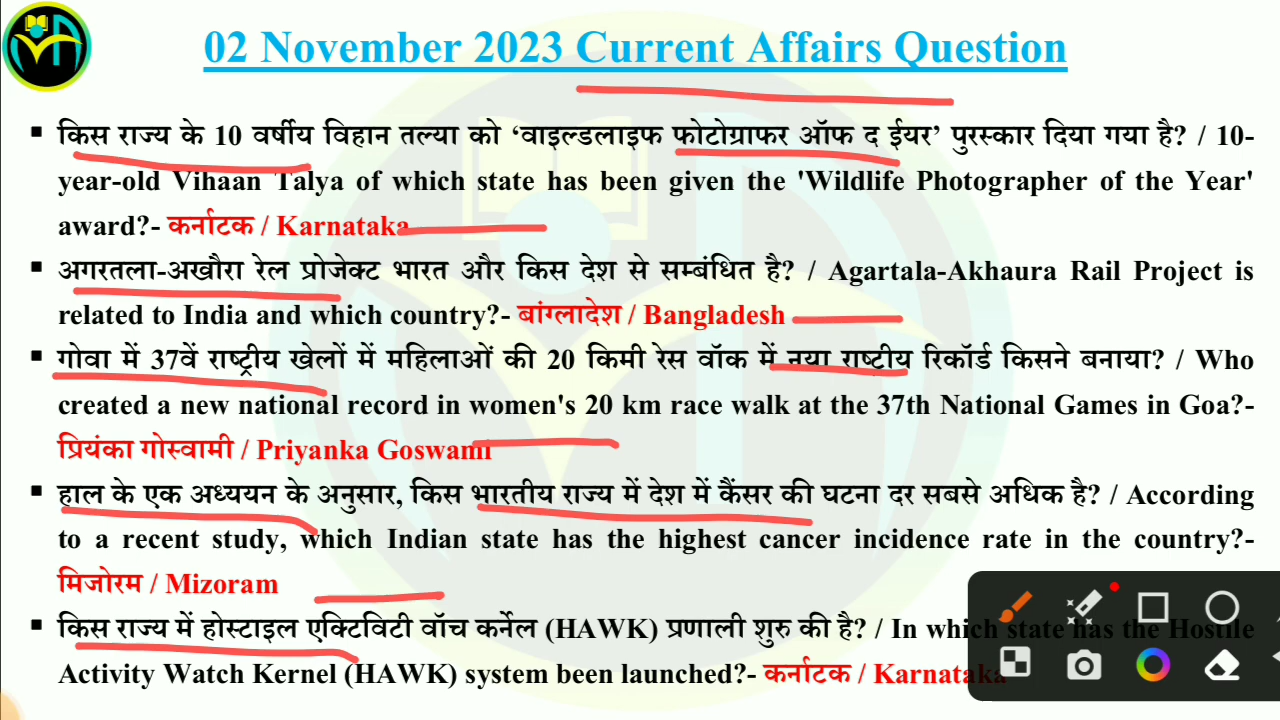 02 November 2023 Current Affairs Question
▪ किस राज्य के 10 वर्षीय विहान तल्या को ‘वाइल्डलाइफ फोटोग्राफर ऑफ द ईयर’ पुरस्कार दिया गया है? / 10-
year-old Vihaan Talya of which state has been given the 'Wildlife Photographer of the Year'
award?- कर्नाटक / Karnataka
▪ अगरतला-अखौरा रेल प्रोजेक्ट भारत और किस देश से सम्बंधित है? / Agartala-Akhaura Rail Project is
related to India and which country?- बांग्लादेश / Bangladesh
▪ गोवा में 37वें राष्ट्रीय खेलों में महिलाओं की 20 किमी रेस वॉक में नया राष्ट्रीय रिकॉर्ड किसने बनाया? / Who
created a new national record in women's 20 km race walk at the 37th National Games in Goa?-
प्रियंका गोस्वामी / Priyanka Goswami
▪ हाल के एक अध्ययन के अनुसार, किस भारतीय राज्य में देश में कैंसर की घटना दर सबसे अधिक है? / According
to a recent study, which Indian state has the highest cancer incidence rate in the country?-
मिजोरम / Mizoram
▪ किस राज्य में होस्टाइल एक्टिविटी वॉच कर्नेल (HAWK) प्रणाली शुरु की है? / In which state has the Hostile
Activity Watch Kernel (HAWK) system been launched?- कर्नाटक / Karnataka